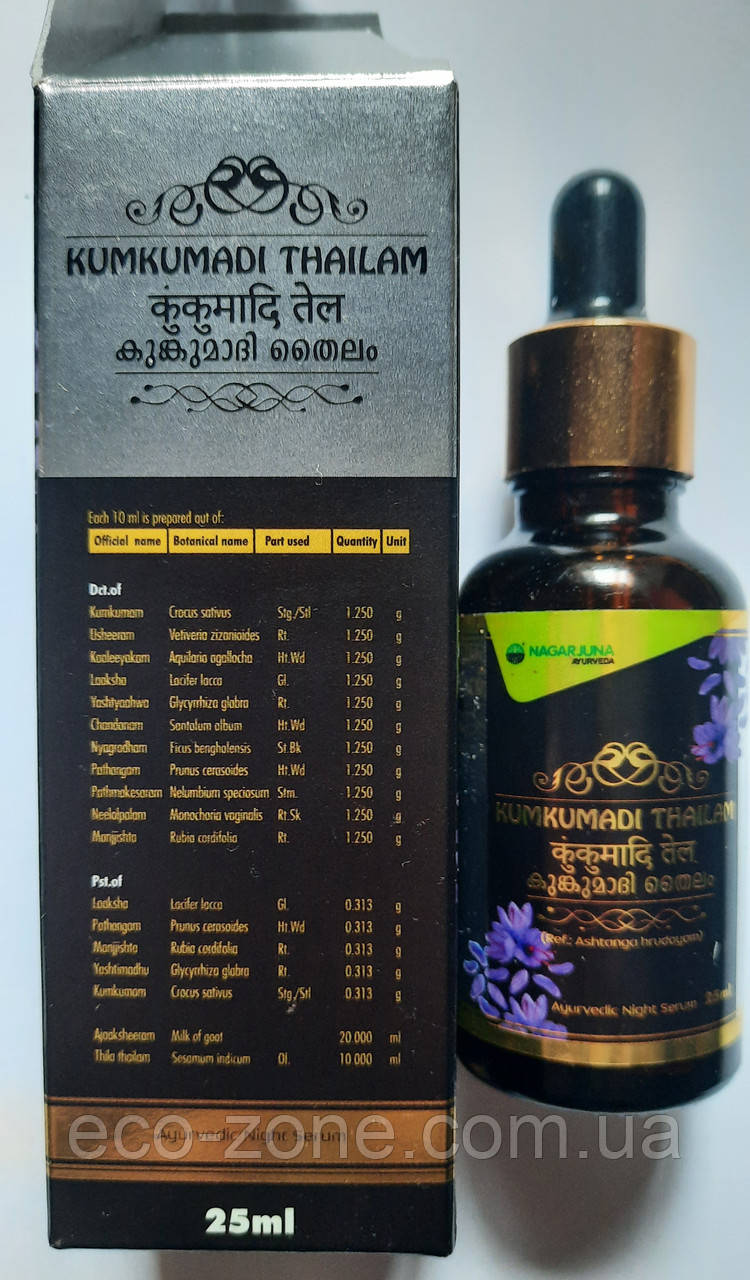 KUMKUMADI THAILAM
कुंकुमादि तेल
കുങ്കുമാദി തൈലം
Each 10 ml is prepared out of:
Official name Botanical name Part used Quantity Unit
Dct.of
Kumkumam Crocus sativus Stg./Stl 1.250 g
Usheeram Vetiveria zizanioides Rt. 1.250 g
Kaaleeyakam Aquilaria agallocha Ht.Wd 1.250 g
Laaksha Lacifer lacca Gl. 1.250 g
Yashtyaahwa Glycyrrhiza glabra Rt. 1.250 g
Chandanam Santalum album Ht.Wd 1.250 g
Nyagrodham Ficus benghalensis St.Bk 1.250 g
Pathangam Prunus cerasoides Ht.Wd 1.250 g
Pathmakesaram Nelumbium speciosum Stm. 1.250 g
Neelolpalam Monochoria vaginalis Rt.Sk 1.250 g
Manjishta Rubia cordifolia Rt. 1.250 g
Pst.of
Laaksha Lacifer lacca Gl. 0.313 g
Pathangam Prunus cerasoides Ht.Wd 0.313 g
Manjishta Rubia cordifolia Rt. 0.313 g
Yashtimadhu Glycyrrhiza glabra Rt. 0.313 g
Kumkumam Crocus sativus Stg./Stl 0.313 g
Ajaaksheeram Milk of goat 20 000 ml
Thila thailam Sesamum indicum Ol. 10 000 ml
Ayurvedic Night Serum
25ml
NAGARJUNA
AYURVEDA
KUMKUMADI THAILAM
कुंकुमादि तेल
കുങ്കുമാദി തൈലം
(Ref.: Ashtanga hrudayam)
Ayurvedic Night Serum 25ml
eco-zone.com.ua